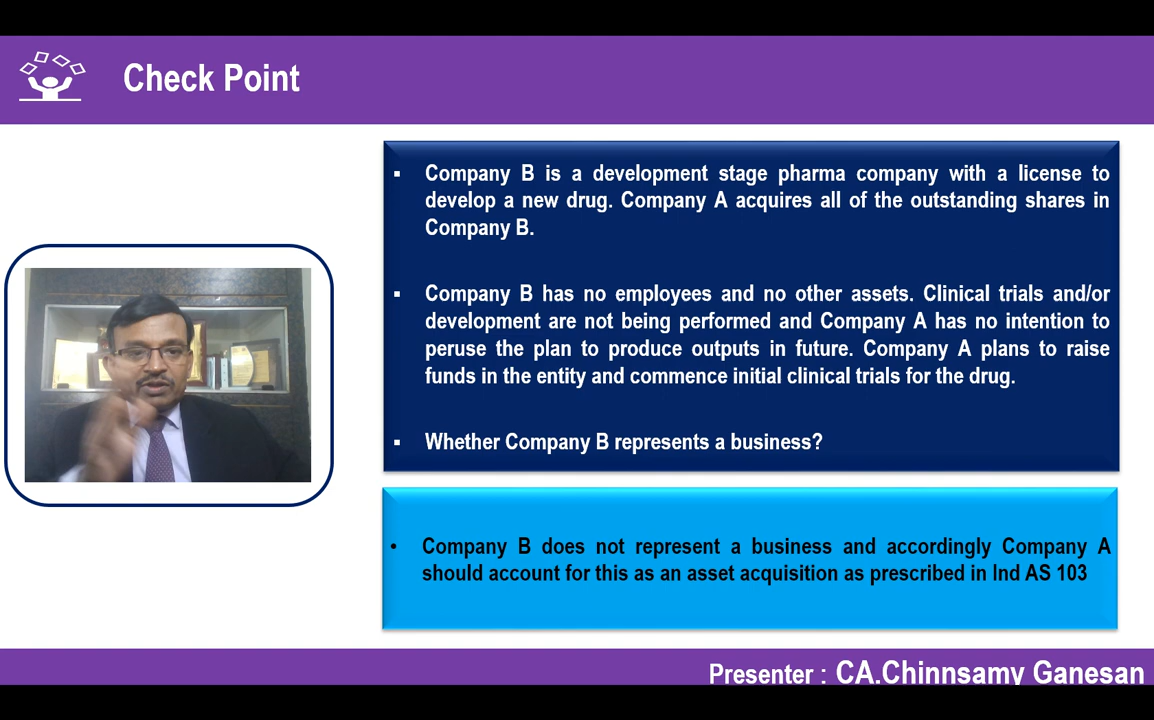 Check Point
▪ Company B is a development stage pharma company with a license to
develop a new drug. Company A acquires all of the outstanding shares in
Company B.
▪ Company B has no employees and no other assets. Clinical trials and/or
development are not being performed and Company A has no intention to
peruse the plan to produce outputs in future. Company A plans to raise
funds in the entity and commence initial clinical trials for the drug.
▪ Whether Company B represents a business?
• Company B does not represent a business and accordingly Company A
should account for this as an asset acquisition as prescribed in Ind AS 103
Presenter : CA.Chinnsamy Ganesan